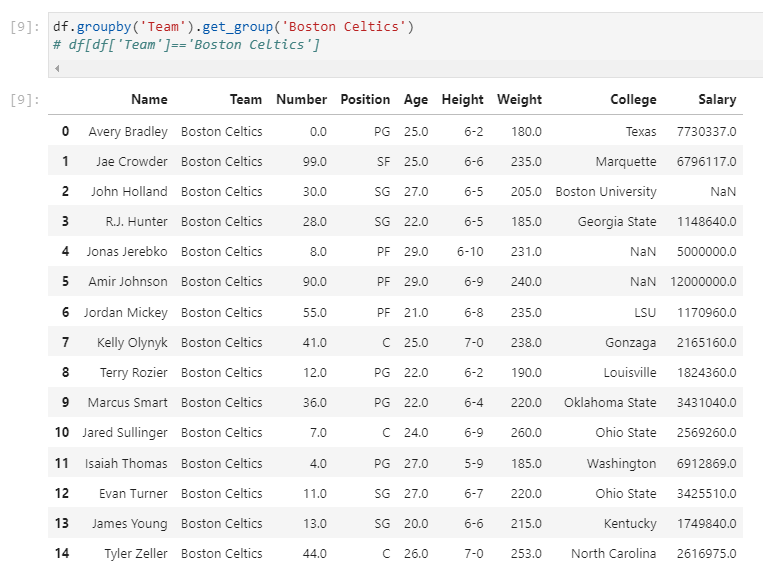 [9]: df.groupby('Team').get_group('Boston Celtics')
# df[df['Team']=='Boston Celtics']
[9]:
Name Team Number Position Age Height Weight College Salary
0 Avery Bradley Boston Celtics 0.0 PG 25.0 6-2 180.0 Texas 7730337.0
1 Jae Crowder Boston Celtics 99.0 SF 25.0 6-6 235.0 Marquette 6796117.0
2 John Holland Boston Celtics 30.0 SG 27.0 6-5 205.0 Boston University NaN
3 R.J. Hunter Boston Celtics 28.0 SG 22.0 6-5 185.0 Georgia State 1148640.0
4 Jonas Jerebko Boston Celtics 8.0 PF 29.0 6-10 231.0 NaN 5000000.0
5 Amir Johnson Boston Celtics 90.0 PF 29.0 6-9 240.0 NaN 12000000.0
6 Jordan Mickey Boston Celtics 55.0 PF 21.0 6-8 235.0 LSU 1170960.0
7 Kelly Olynyk Boston Celtics 41.0 C 25.0 7-0 238.0 Gonzaga 2165160.0
8 Terry Rozier Boston Celtics 12.0 PG 22.0 6-2 190.0 Louisville 1824360.0
9 Marcus Smart Boston Celtics 36.0 PG 22.0 6-4 220.0 Oklahoma State 3431040.0
10 Jared Sullinger Boston Celtics 7.0 C 24.0 6-9 260.0 Ohio State 2569260.0
11 Isaiah Thomas Boston Celtics 4.0 PG 27.0 5-9 185.0 Washington 6912869.0
12 Evan Turner Boston Celtics 11.0 SG 27.0 6-7 220.0 Ohio State 3425510.0
13 James Young Boston Celtics 13.0 SG 20.0 6-6 215.0 Kentucky 1749840.0
14 Tyler Zeller Boston Celtics 44.0 C 26.0 7-0 253.0 North Carolina 2616975.0